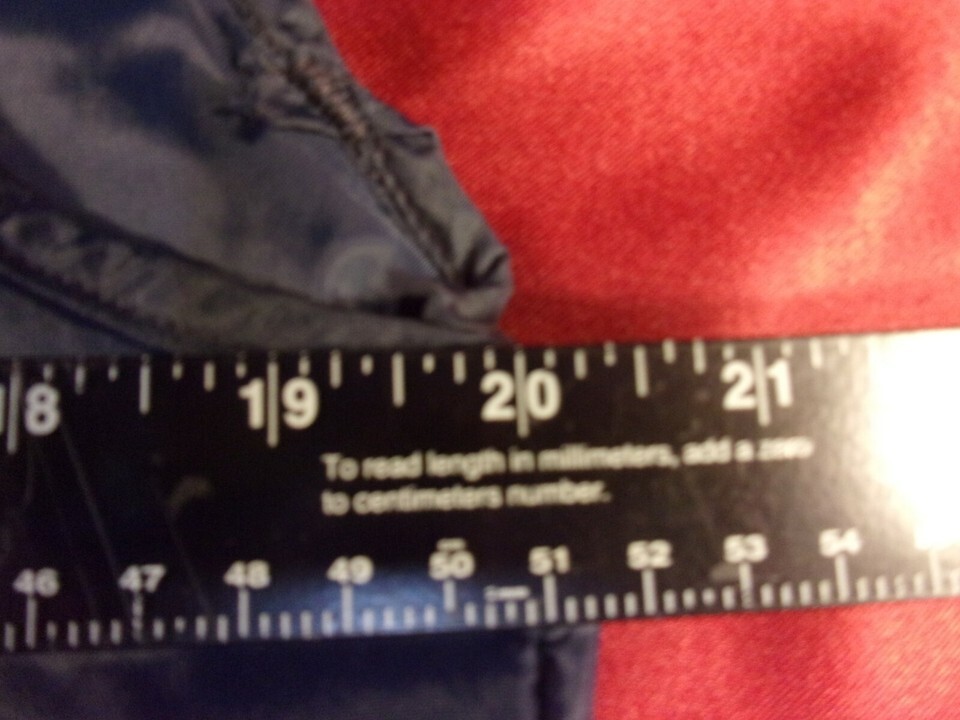 18 19 20 21
To read length in millimeters, add a zero
to centimeters number.
46 47 48 49 50 51 52 53 54